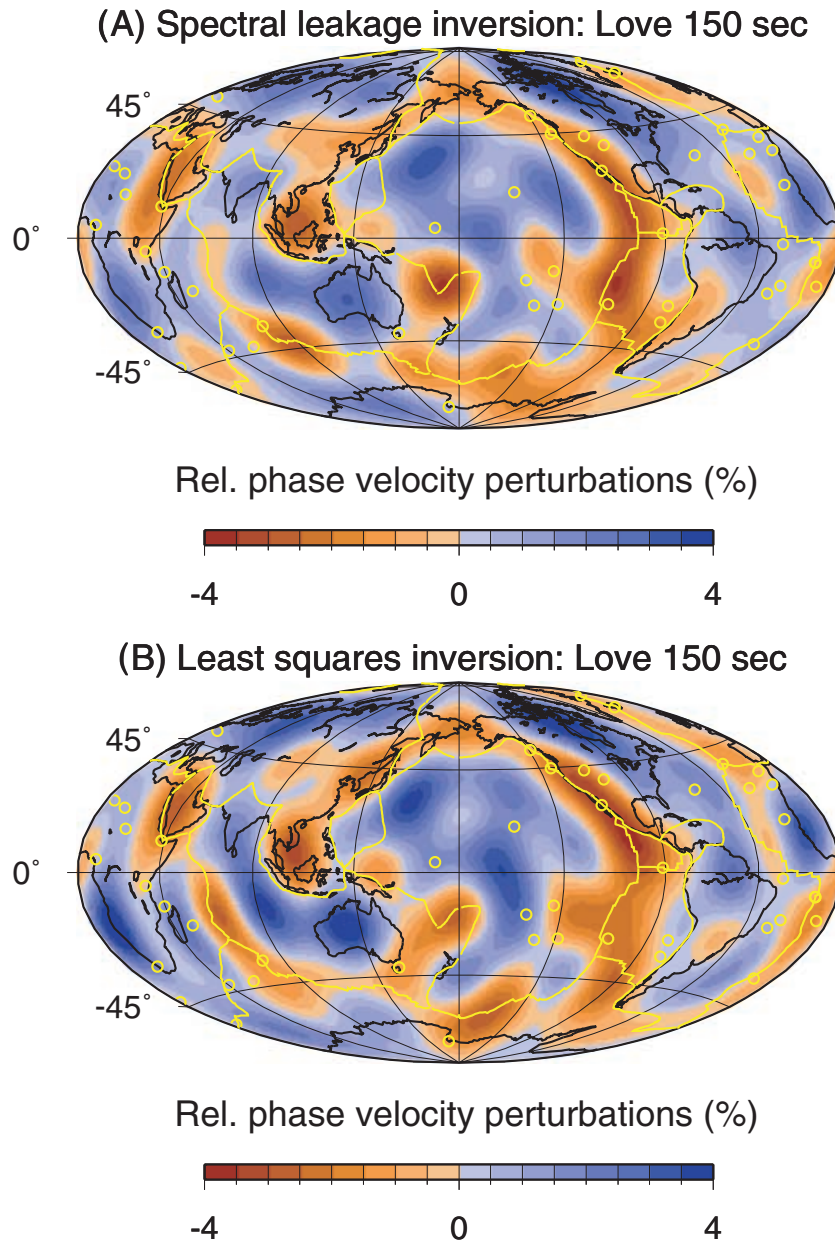 (A) Spectral leakage inversion: Love 150 sec
45°
0°
-45°
Rel. phase velocity perturbations (%)
-4 0 4
(B) Least squares inversion: Love 150 sec
45°
0°
-45°
Rel. phase velocity perturbations (%)
-4 0 4